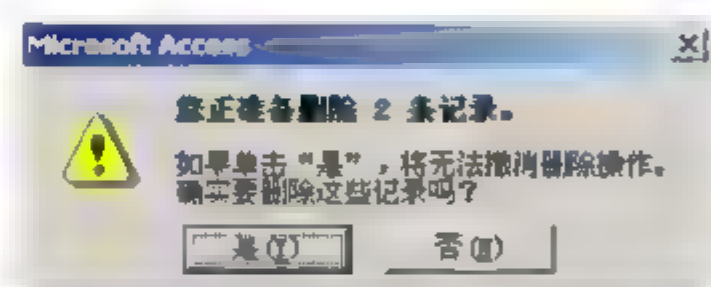 Microsoft Access
您正准备删除 2 条记录。
如果单击“是”，将无法撤消删除操作。
确实要删除这些记录吗？
是(Y)
否(N)